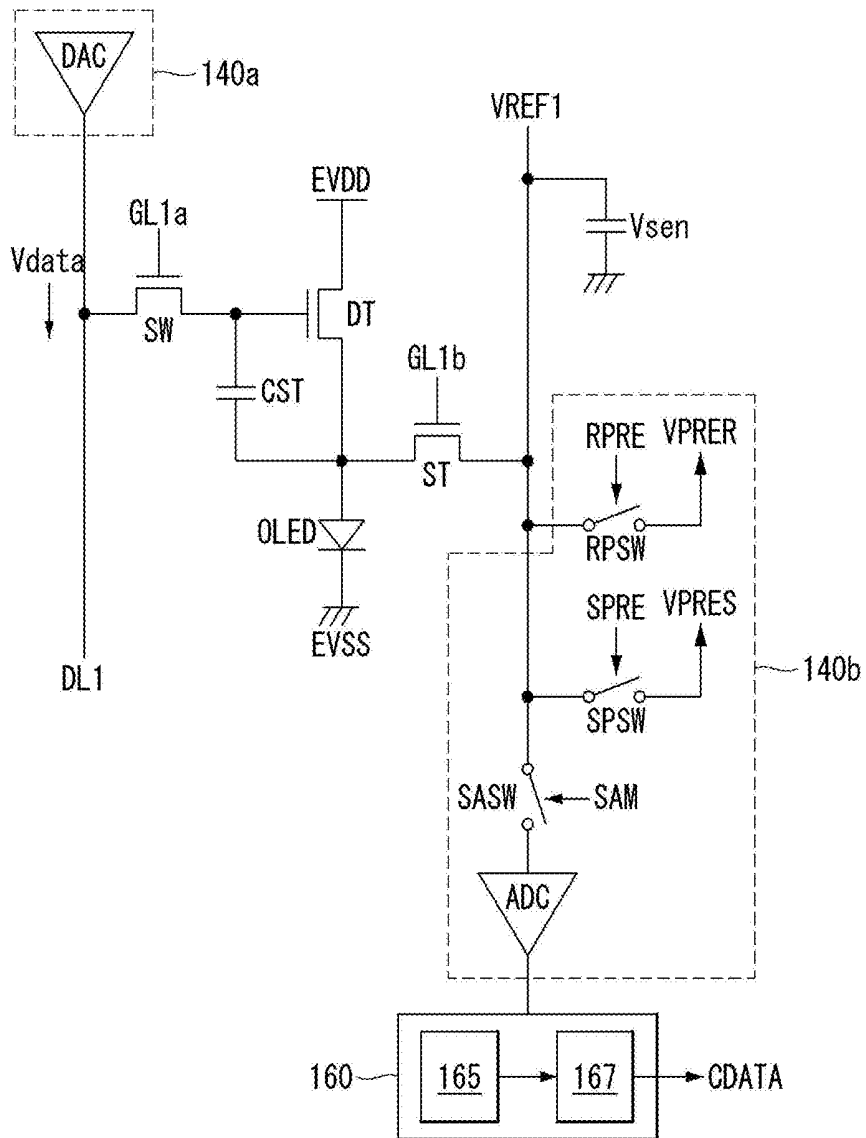 DAC
140a
VREF1
EVDD
GL1a
Vsen
Vdata
DT
SW
GL1b
CST
RPRE
VPRER
ST
OLED
RPSW
SPRE
VPRES
EVSS
140b
DL1
SPSW
SASW
SAM
ADC
160
165
167
CDATA